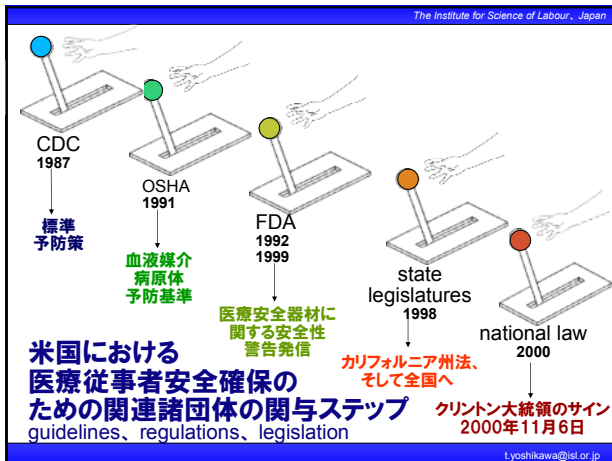 The Institute for Science of Labour、Japan
CDC
1987
標準
予防策
OSHA
1991
血液媒介
病原体
予防基準
FDA
1992
1999
医療安全器材に
関する安全性
警告発信
state
legislatures
1998
カリフォルニア州法、
そして全国へ
national law
2000
クリントン大統領のサイン
2000年11月6日
米国における
医療従事者安全確保の
ための関連諸団体の関与ステップ
guidelines、regulations、legislation
t.yoshikawa@isl.or.jp